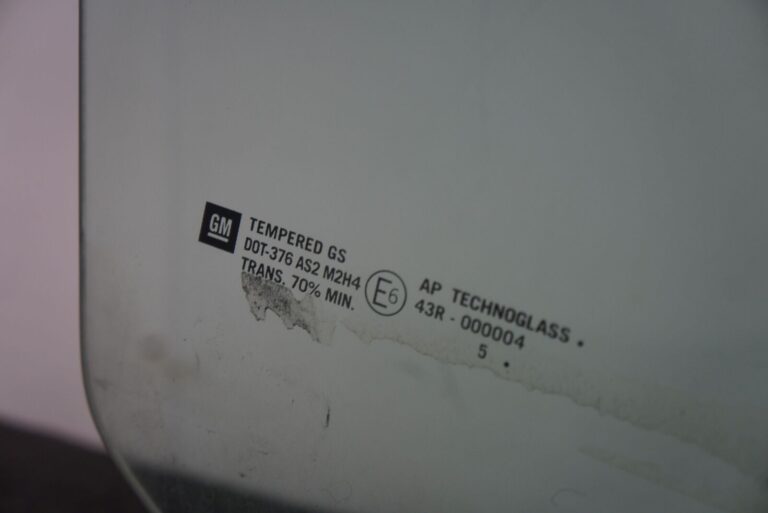 GM
TEMPERED GS
DOT-376 AS2 M2H4
TRANS. 70% MIN.
E6
AP TECHNOGLASS .
43R - 000004
5 .